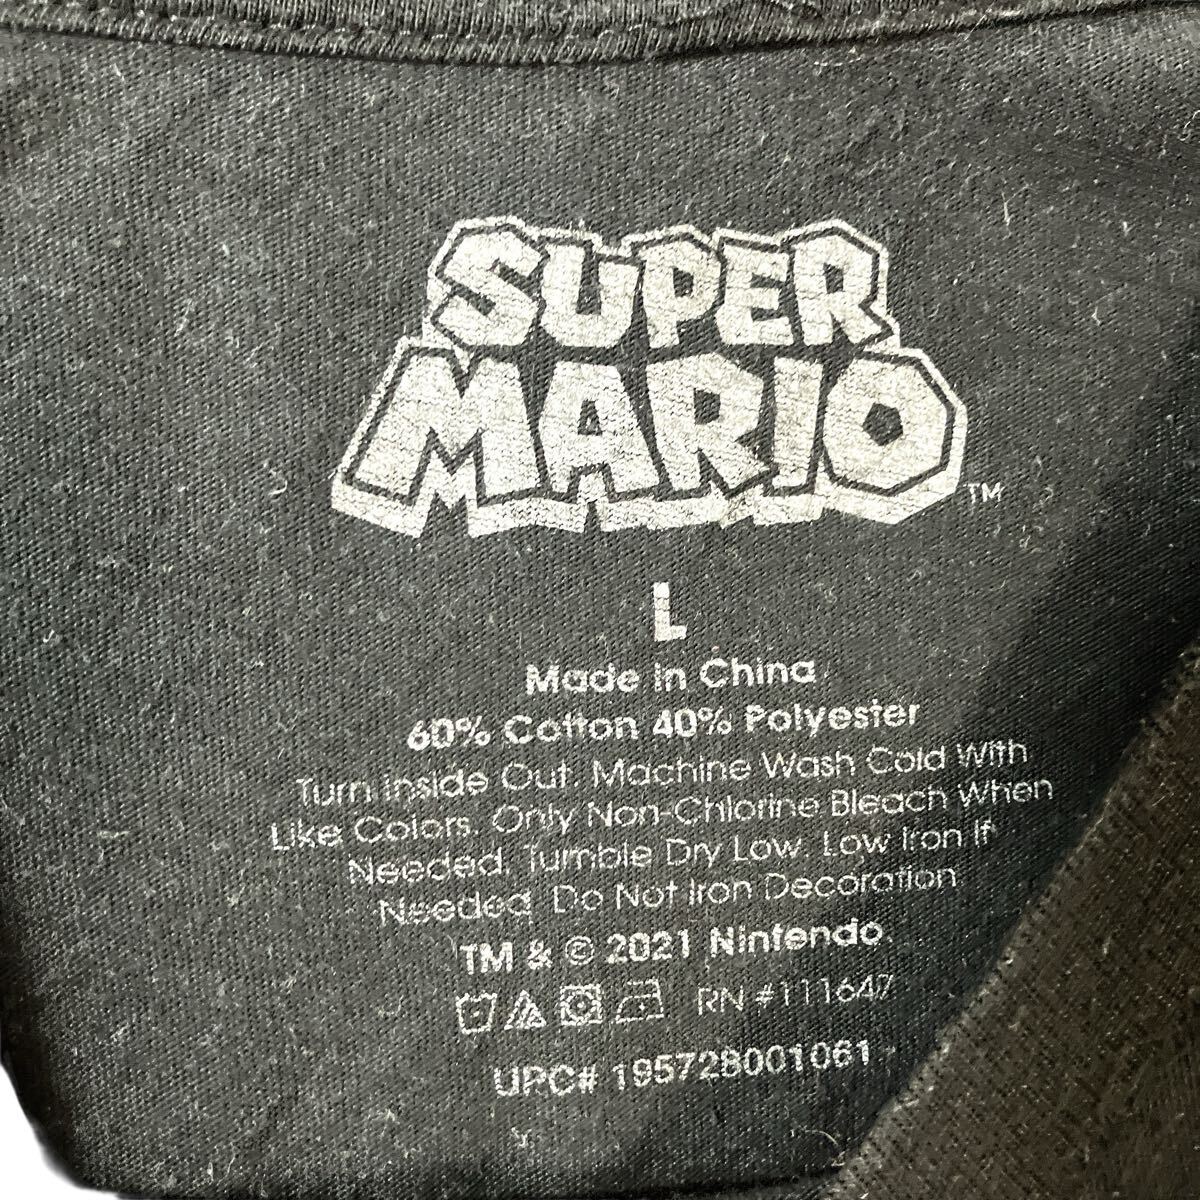 SUPER
MARIO™
L
Made in China
60% Cotton 40% Polyester
Turn Inside Out. Machine Wash Cold With
Like Colors. Only Non-Chlorine Bleach When
Needed. Tumble Dry Low. Low Iron If
Needed. Do Not Iron Decoration.
TM & © 2021 Nintendo.
RN #111647
UPC# 195728001061